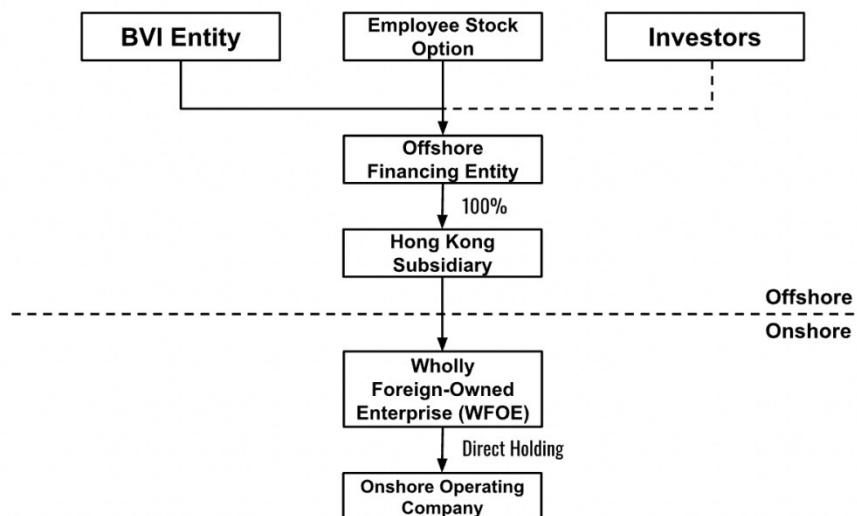 BVI Entity
Employee Stock
Option
Investors
Offshore
Financing Entity
100%
Hong Kong
Subsidiary
Offshore
Onshore
Wholly
Foreign-Owned
Enterprise (WFOE)
Direct Holding
Onshore Operating
Company